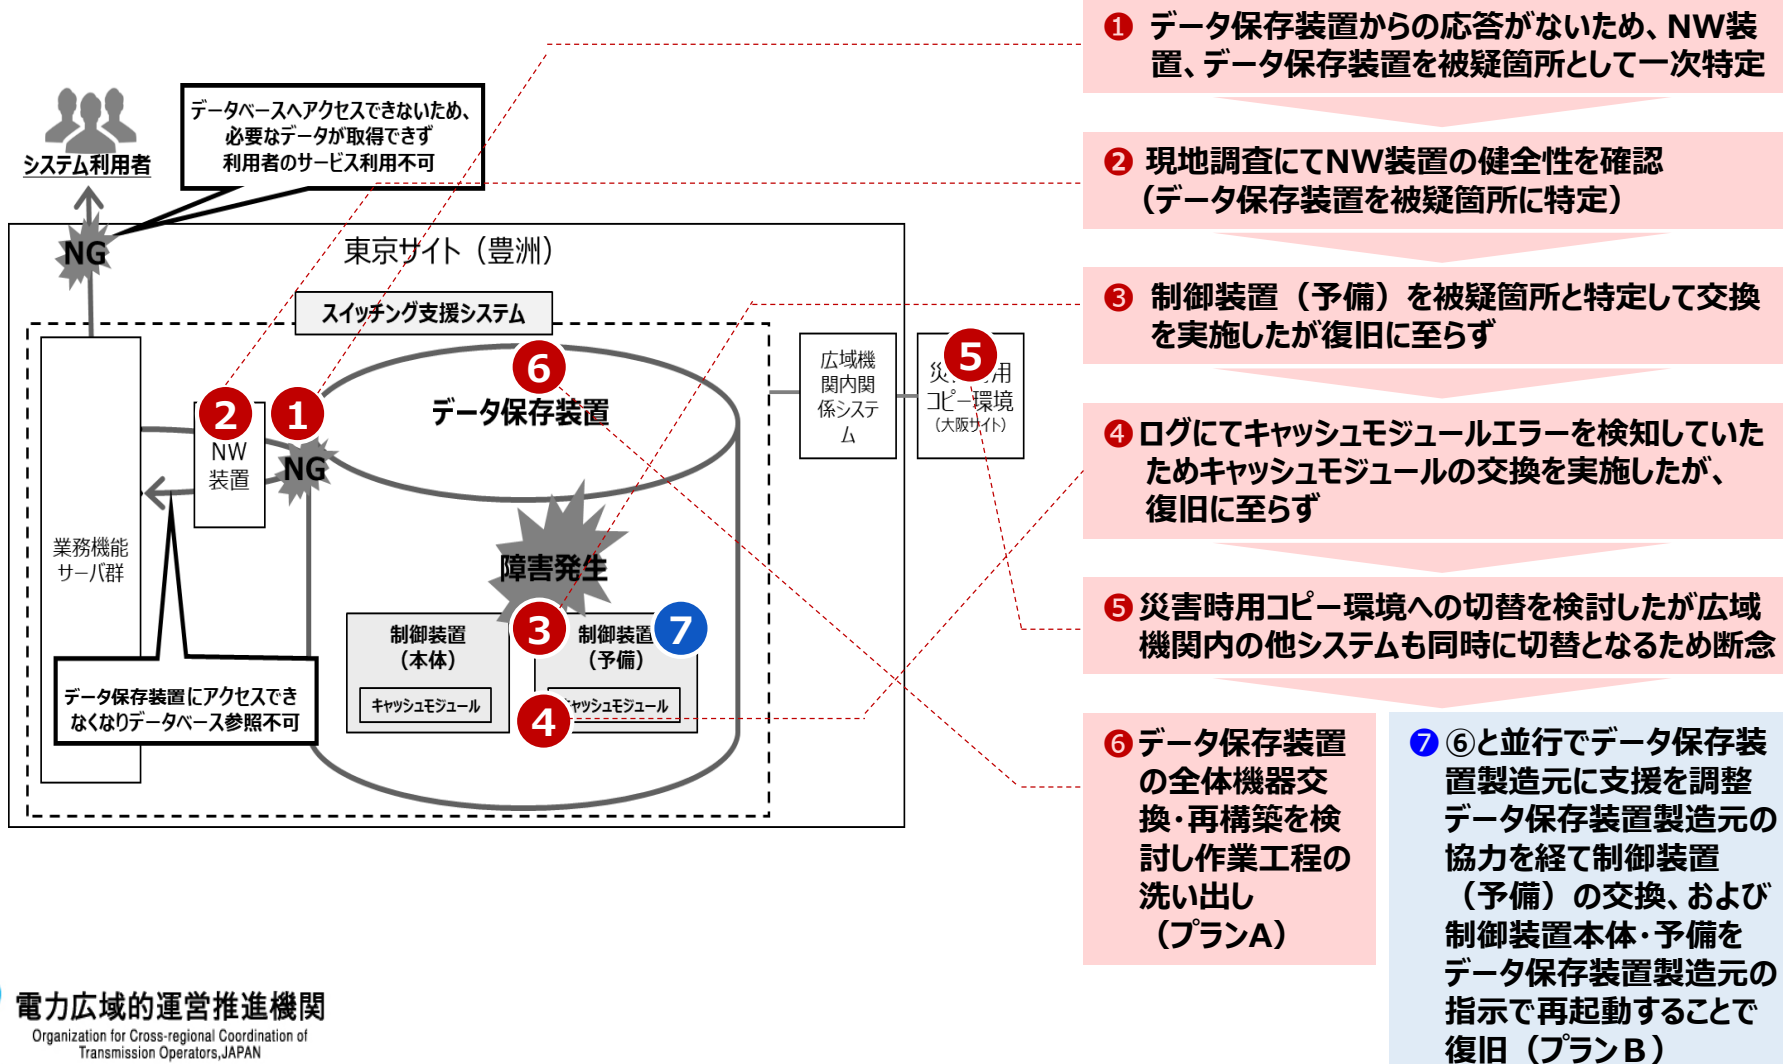 システム利用者
データベースへアクセスできないため、
必要なデータが取得できず
利用者のサービス利用不可
NG
東京サイト（豊洲）
スイッチング支援システム
業務機能
サーバ群
2
NW
装置
1
NG
6
データ保存装置
障害発生
制御装置
（本体）
キャッシュモジュール
3
制御装置
（予備）
7
4
キャッシュモジュール
データ保存装置にアクセスでき
なくなりデータベース参照不可
広域機
関内関
係システ
ム
5
災害時用
コピー環境
（大阪サイト）
❶ データ保存装置からの応答がないため、NW装
置、データ保存装置を被疑箇所として一次特定
❷ 現地調査にてNW装置の健全性を確認
（データ保存装置を被疑箇所に特定）
❸ 制御装置（予備）を被疑箇所と特定して交換
を実施したが復旧に至らず
❹ログにてキャッシュモジュールエラーを検知していた
ためキャッシュモジュールの交換を実施したが、
復旧に至らず
❺災害時用コピー環境への切替を検討したが広域
機関内の他システムも同時に切替となるため断念
❻データ保存装置
の全体機器交
換・再構築を検
討し作業工程の
洗い出し
（プランA）
❼⑥と並行でデータ保存装
置製造元に支援を調整
データ保存装置製造元の
協力を経て制御装置
（予備）の交換、および
制御装置本体・予備を
データ保存装置製造元の
指示で再起動することで
復旧（プランB）
電力広域的運営推進機関
Organization for Cross-regional Coordination of
Transmission Operators,JAPAN